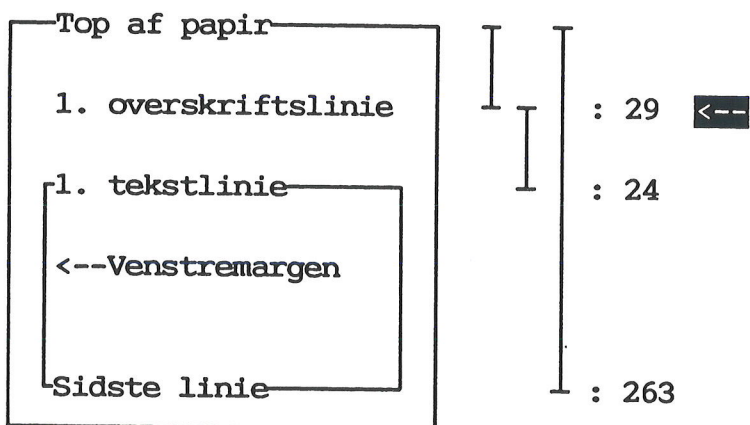 Top af papir
1. overskriftslinie : 29 <--
1. tekstlinie : 24
<--Venstremargen
Sidste linie : 263